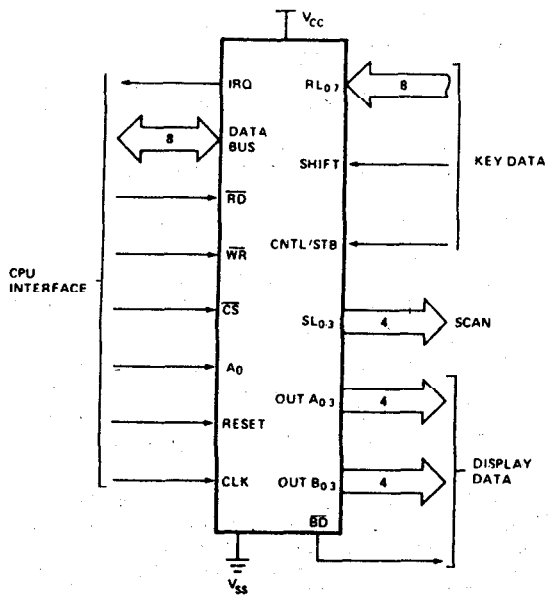 VCC
IRQ
RL0-7
8
8
DATA
BUS
SHIFT
KEY DATA
RD
CNTL/STB
WR
CPU
INTERFACE
CS
SL0-3
4
SCAN
A0
OUT A0-3
4
RESET
DISPLAY
DATA
CLK
OUT B0-3
4
BD
VSS